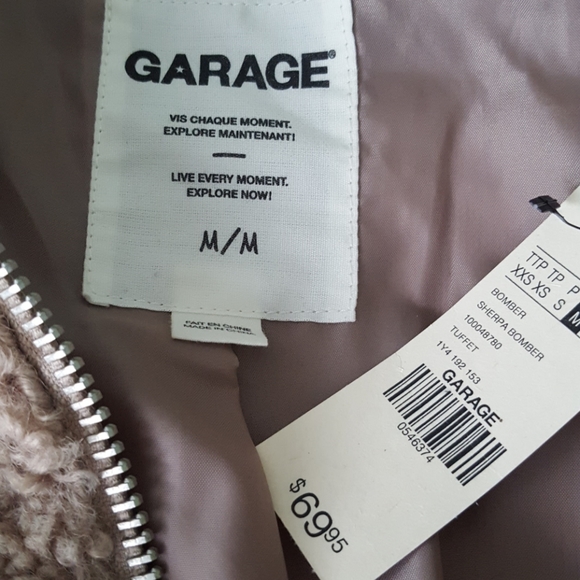 GARAGE®
VIS CHAQUE MOMENT.
EXPLORE MAINTENANT!
LIVE EVERY MOMENT.
EXPLORE NOW!
M/M
FAIT EN CHINE
MADE IN CHINA
TTP TP P
XXS XS S M
BOMBER
SHERPA BOMBER
100048780
TUFFET
1Y4 192 153
GARAGE
0546374
$69.95